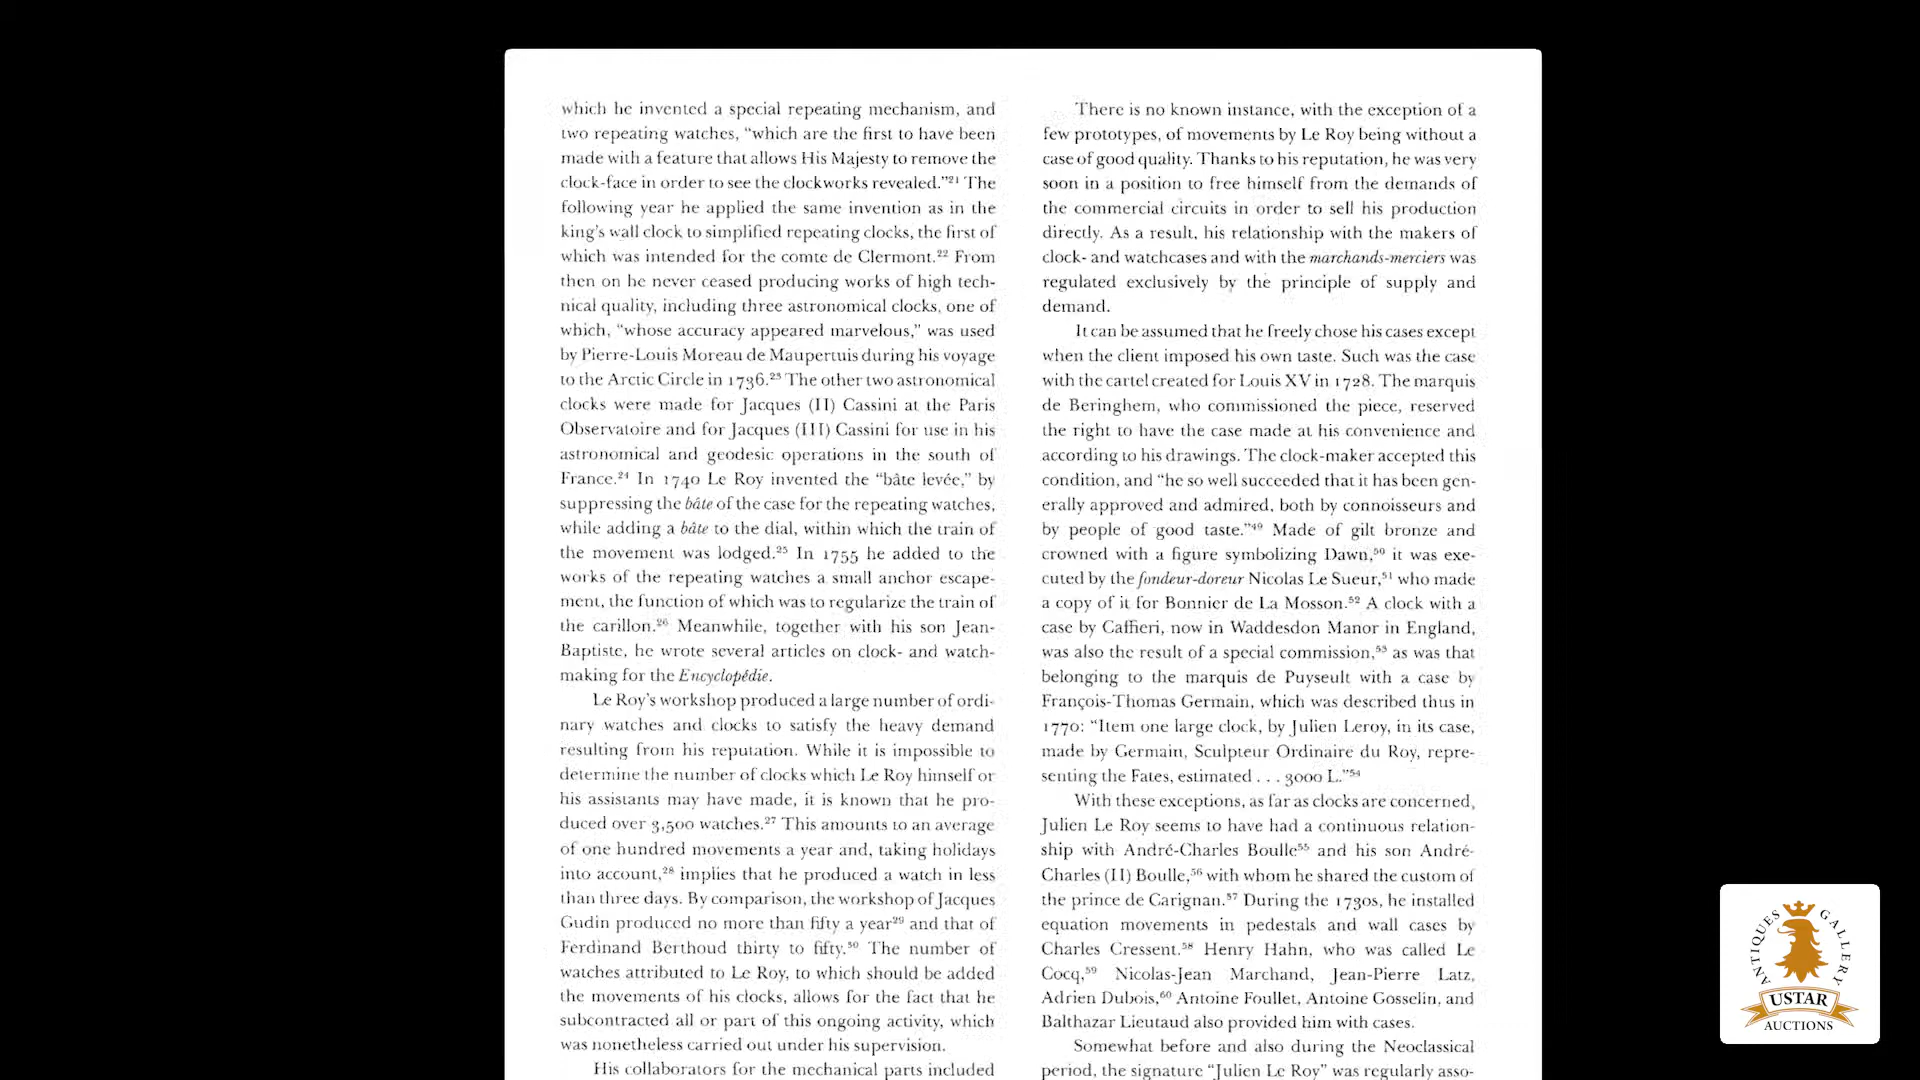 which he invented a special repeating mechanism, and
two repeating watches, “which are the first to have been
made with a feature that allows His Majesty to remove the
clock-face in order to see the clockworks revealed.”²¹ The
following year he applied the same invention as in the
king’s wall clock to simplified repeating clocks, the first of
which was intended for the comte de Clermont.²² From
then on he never ceased producing works of high tech-
nical quality, including three astronomical clocks, one of
which, “whose accuracy appeared marvelous,” was used
by Pierre-Louis Moreau de Maupertuis during his voyage
to the Arctic Circle in 1736.²³ The other two astronomical
clocks were made for Jacques (II) Cassini at the Paris
Observatoire and for Jacques (III) Cassini for use in his
astronomical and geodesic operations in the south of
France.²⁴ In 1740 Le Roy invented the “bâte levée,” by
suppressing the bâte of the case for the repeating watches,
while adding a bâte to the dial, within which the train of
the movement was lodged.²⁵ In 1755 he added to the
works of the repeating watches a small anchor escape-
ment, the function of which was to regularize the train of
the carillon.²⁶ Meanwhile, together with his son Jean-
Baptiste, he wrote several articles on clock- and watch-
making for the Encyclopédie.
Le Roy’s workshop produced a large number of ordi-
nary watches and clocks to satisfy the heavy demand
resulting from his reputation. While it is impossible to
determine the number of clocks which Le Roy himself or
his assistants may have made, it is known that he pro-
duced over 3,500 watches.²⁷ This amounts to an average
of one hundred movements a year and, taking holidays
into account,²⁸ implies that he produced a watch in less
than three days. By comparison, the workshop of Jacques
Gudin produced no more than fifty a year²⁹ and that of
Ferdinand Berthoud thirty to fifty.³⁰ The number of
watches attributed to Le Roy, to which should be added
the movements of his clocks, allows for the fact that he
subcontracted all or part of this ongoing activity, which
was nonetheless carried out under his supervision.
His collaborators for the mechanical parts included
There is no known instance, with the exception of a
few prototypes, of movements by Le Roy being without a
case of good quality. Thanks to his reputation, he was very
soon in a position to free himself from the demands of
the commercial circuits in order to sell his production
directly. As a result, his relationship with the makers of
clock- and watchcases and with the marchands-merciers was
regulated exclusively by the principle of supply and
demand.
It can be assumed that he freely chose his cases except
when the client imposed his own taste. Such was the case
with the cartel created for Louis XV in 1728. The marquis
de Beringhem, who commissioned the piece, reserved
the right to have the case made at his convenience and
according to his drawings. The clock-maker accepted this
condition, and “he so well succeeded that it has been gen-
erally approved and admired, both by connoisseurs and
by people of good taste.”⁴⁹ Made of gilt bronze and
crowned with a figure symbolizing Dawn,⁵⁰ it was exe-
cuted by the fondeur-doreur Nicolas Le Sueur,⁵¹ who made
a copy of it for Bonnier de La Mosson.⁵² A clock with a
case by Caffieri, now in Waddesdon Manor in England,
was also the result of a special commission,⁵³ as was that
belonging to the marquis de Puyseult with a case by
François-Thomas Germain, which was described thus in
1770: “Item one large clock, by Julien Leroy, in its case,
made by Germain, Sculpteur Ordinaire du Roy, repre-
senting the Fates, estimated . . . 3000 L.”⁵⁴
With these exceptions, as far as clocks are concerned,
Julien Le Roy seems to have had a continuous relation-
ship with André-Charles Boulle⁵⁵ and his son André-
Charles (II) Boulle,⁵⁶ with whom he shared the custom of
the prince de Carignan.⁵⁷ During the 1730s, he installed
equation movements in pedestals and wall cases by
Charles Cressent.⁵⁸ Henry Hahn, who was called Le
Cocq,⁵⁹ Nicolas-Jean Marchand, Jean-Pierre Latz,
Adrien Dubois,⁶⁰ Antoine Foullet, Antoine Gosselin, and
Balthazar Lieutaud also provided him with cases.
Somewhat before and also during the Neoclassical
period, the signature “Julien Le Roy” was regularly asso-
ANTIQUES GALLERY
USTAR
AUCTIONS